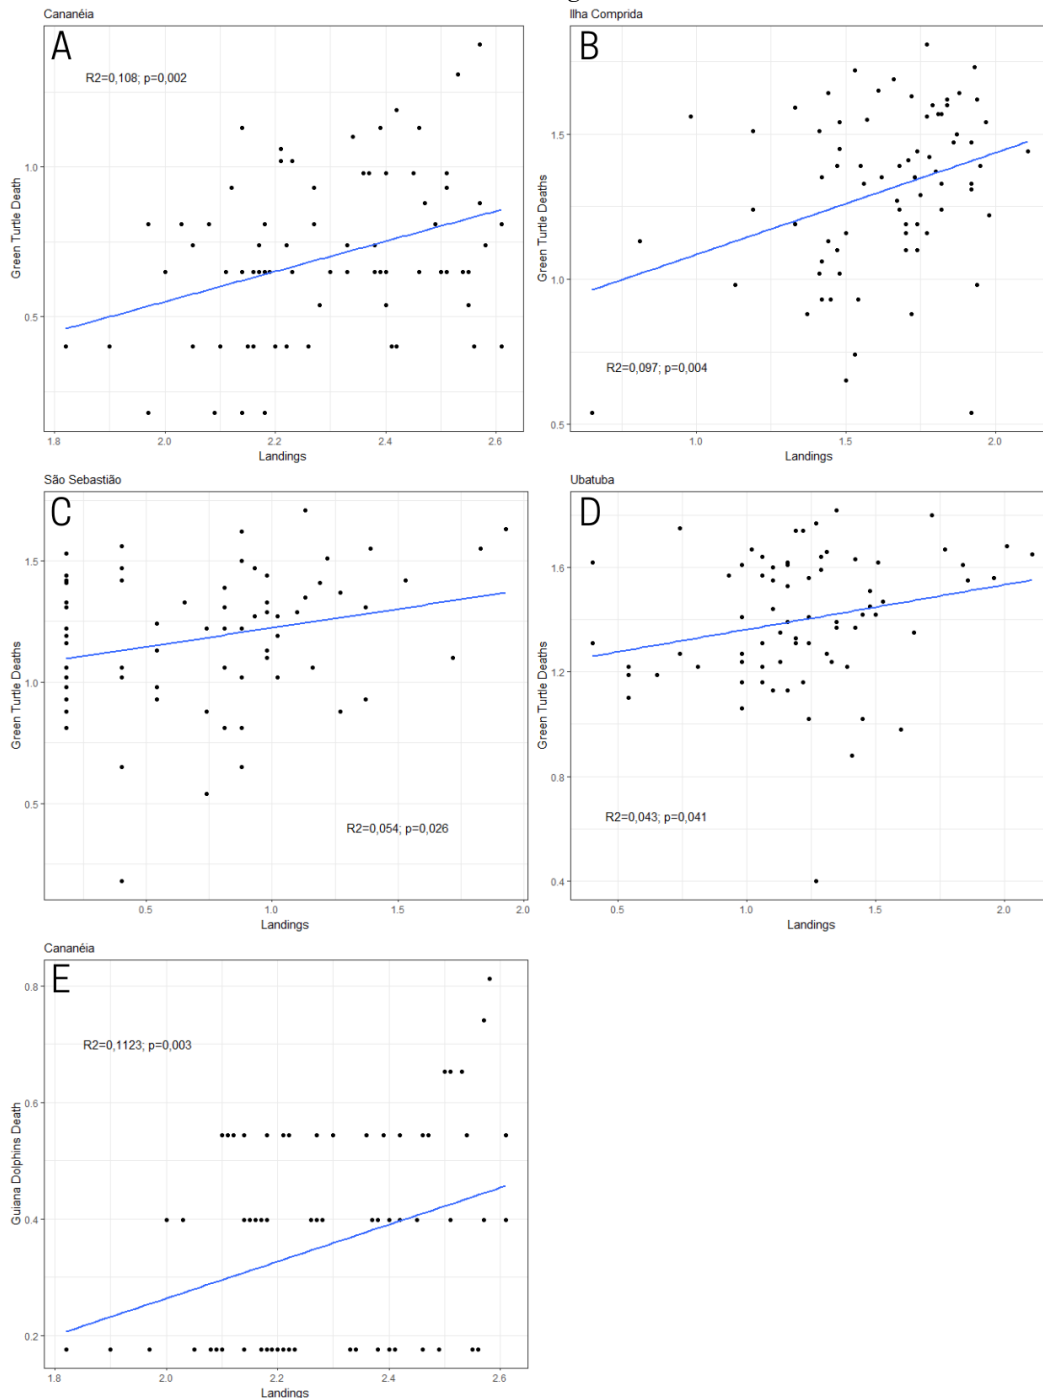 Cananéia
A
R2=0,108; p=0,002
Green Turtle Deaths
1.0
0.5
1.8
2.0
2.2
2.4
2.6
Landings
Ilha Comprida
B
R2=0,097; p=0,004
Green Turtle Deaths
1.5
1.0
0.5
1.0
1.5
2.0
Landings
São Sebastião
C
R2=0,054; p=0,026
Green Turtle Deaths
1.5
1.0
0.5
0.5
1.0
1.5
2.0
Landings
Ubatuba
D
R2=0,043; p=0,041
Green Turtle Deaths
1.6
1.2
0.8
0.4
0.5
1.0
1.5
2.0
Landings
Cananéia
E
R2=0,1123; p=0,003
Guiana Dolphins Death
0.8
0.6
0.4
0.2
1.8
2.0
2.2
2.4
2.6
Landings